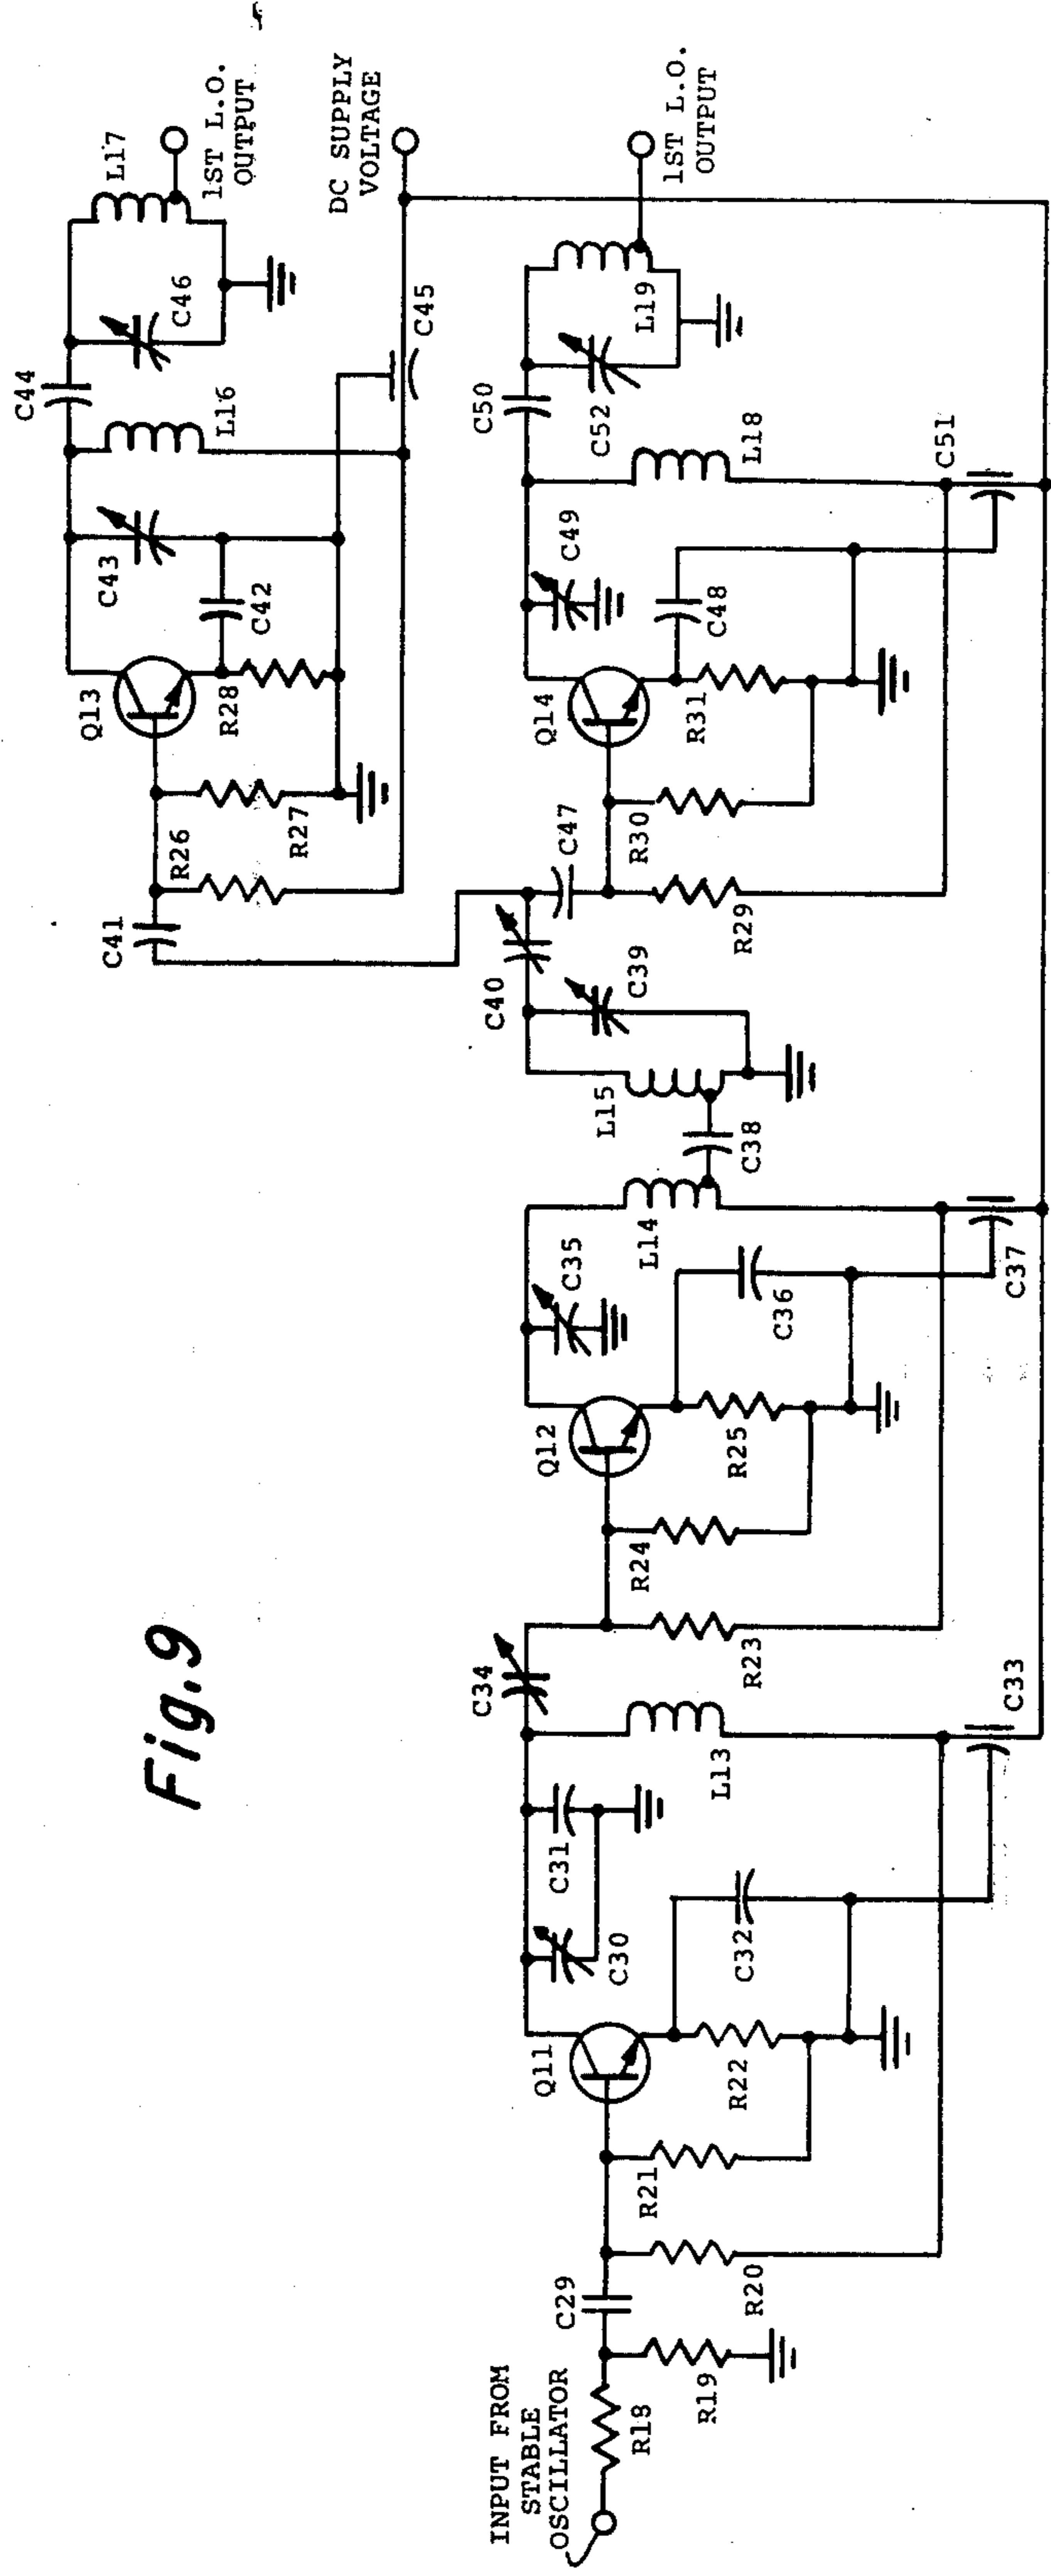 Fig.9
INPUT FROM
STABLE
OSCILLATOR
R18
R19
C29
R20
R21
Q11
R22
C30
C31
C32
L13
C33
C34
R23
R24
Q12
R25
C35
C36
L14
C37
C38
L15
C39
C40
C41
R26
R27
Q13
R28
C42
C43
L16
C44
C45
C46
L17
1ST L.O.
OUTPUT
DC SUPPLY
VOLTAGE
C47
R29
R30
Q14
R31
C48
C49
L18
C50
C51
C52
L19
1ST L.O.
OUTPUT